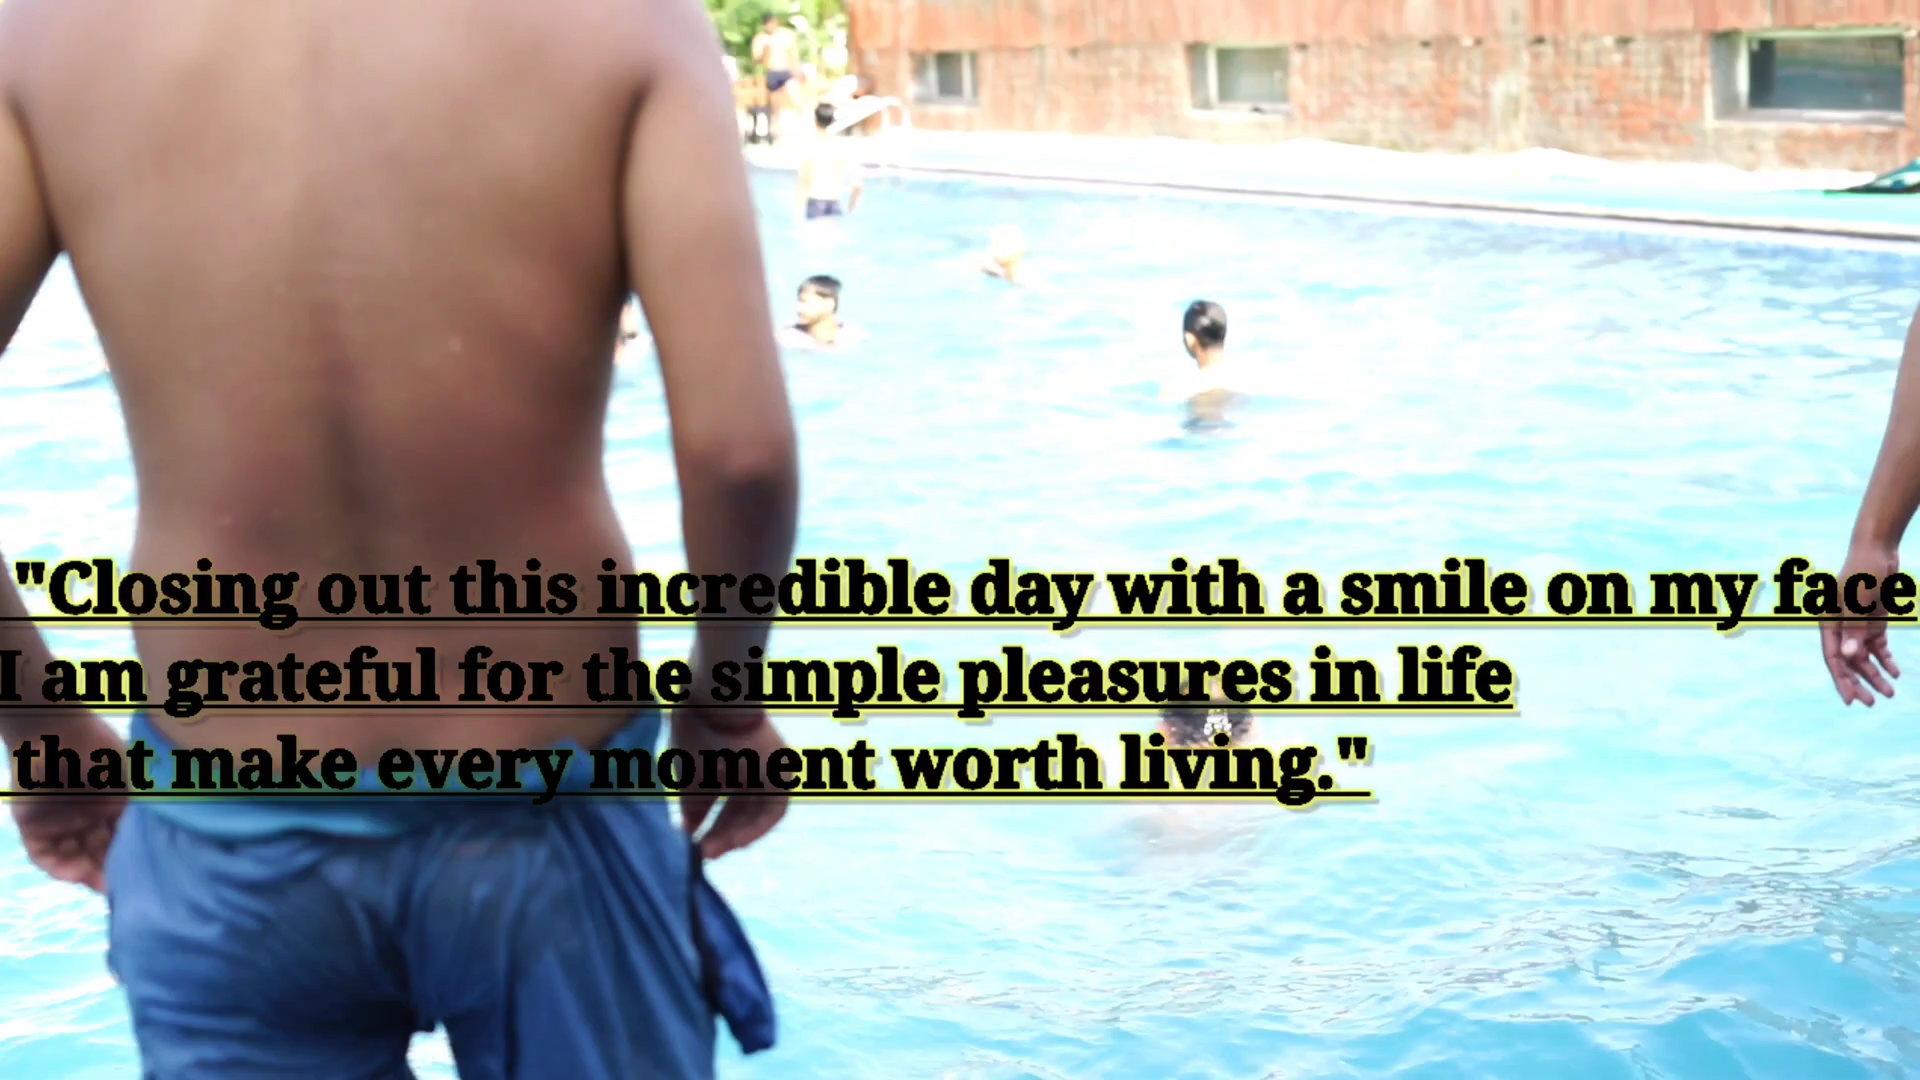 "Closing out this incredible day with a smile on my face
I am grateful for the simple pleasures in life
that make every moment worth living."